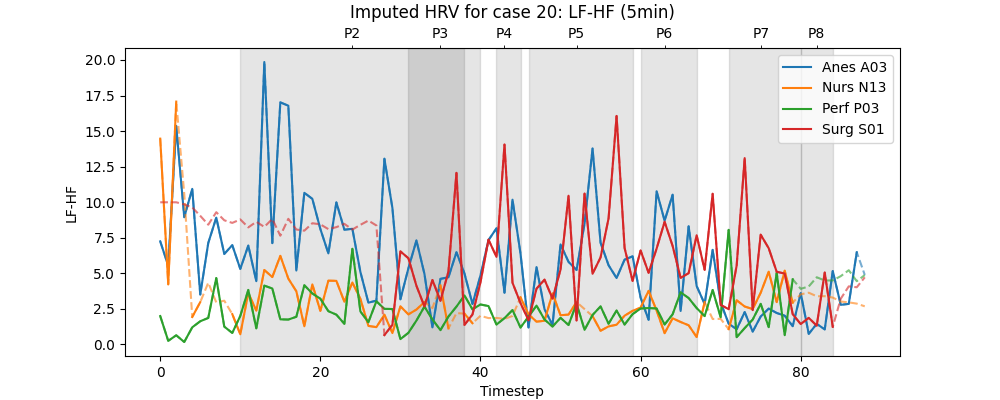 Imputed HRV for case 20: LF-HF (5min)
P2 P3 P4 P5 P6 P7 P8
20.0
17.5
15.0
12.5
10.0
7.5
5.0
2.5
0.0
LF-HF
Anes A03
Nurs N13
Perf P03
Surg S01
0 20 40 60 80
Timestep